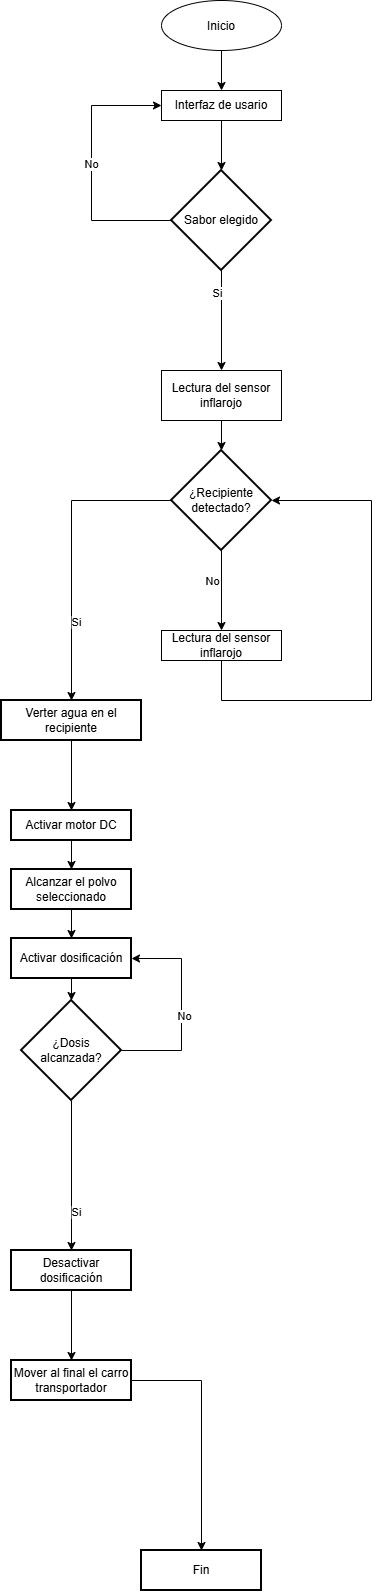 Inicio
Interfaz de usario
No
Sabor elegido
Si
Lectura del sensor
inflarojo
¿Recipiente
detectado?
No
Si
Lectura del sensor
inflarojo
Verter agua en el
recipiente
Activar motor DC
Alcanzar el polvo
seleccionado
Activar dosificación
No
¿Dosis
alcanzada?
Si
Desactivar
dosificación
Mover al final el carro
transportador
Fin